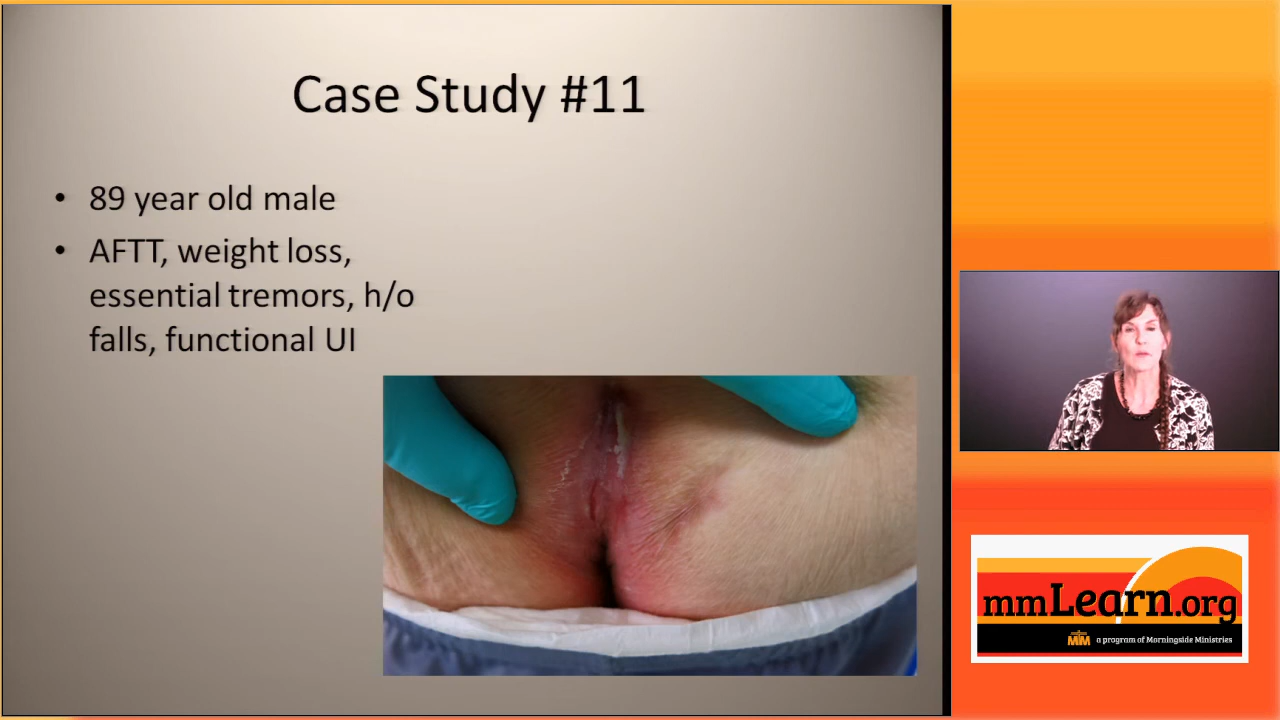 Case Study #11
• 89 year old male
• AFTT, weight loss,
essential tremors, h/o
falls, functional UI
mmLearn.org
MM a program of Morningside Ministries